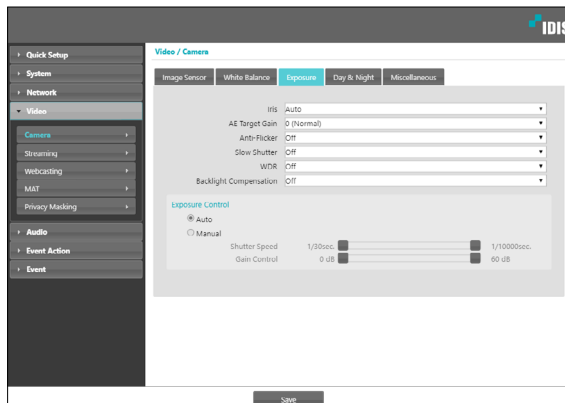 IDIS
Quick Setup
System
Network
Video
Camera
Streaming
Webcasting
MAT
Privacy Masking
Audio
Event Action
Event
Video / Camera
Image Sensor White Balance Exposure Day & Night Miscellaneous
Iris Auto
AE Target Gain 0 (Normal)
Anti-Flicker Off
Slow Shutter Off
WDR Off
Backlight Compensation Off
Exposure Control
Auto
Manual
Shutter Speed 1/30sec. 1/10000sec.
Gain Control 0 dB 60 dB
Save